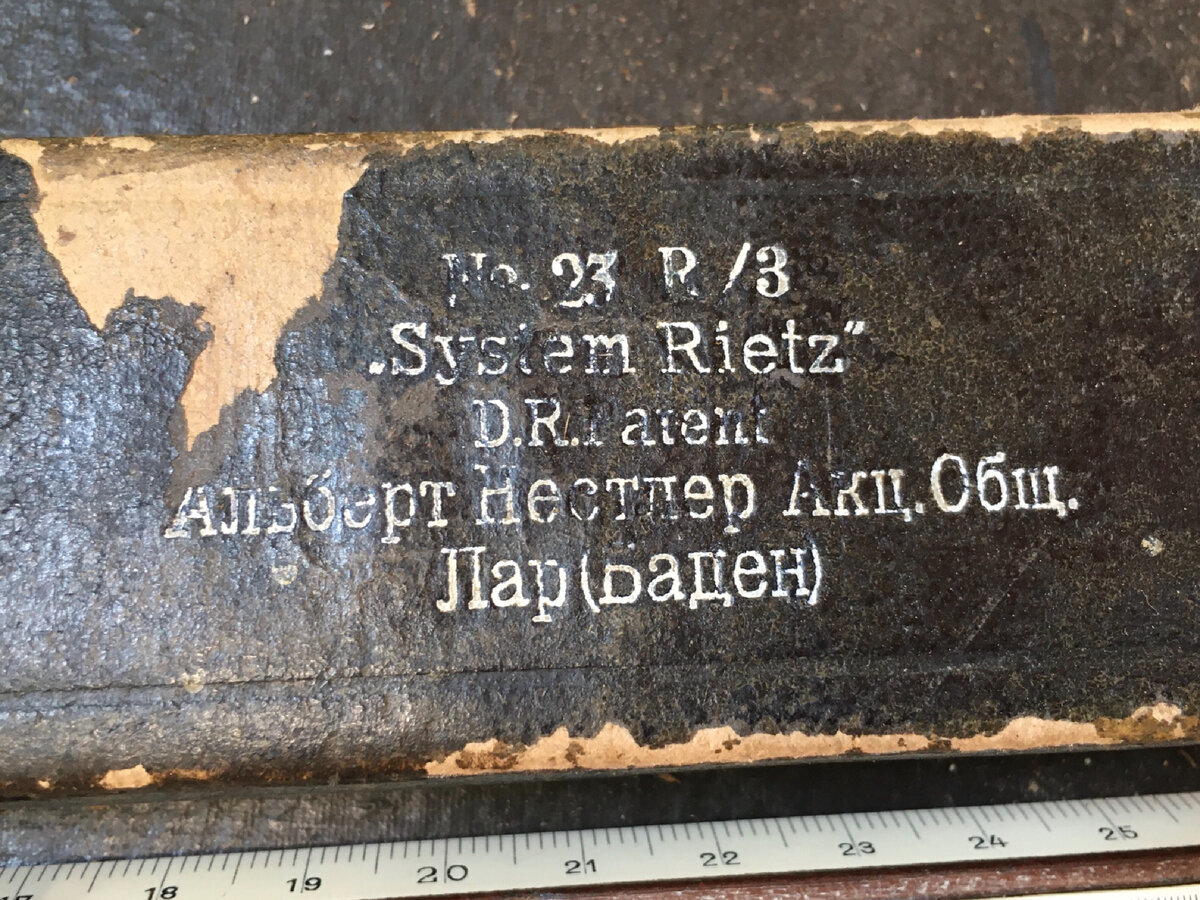 No. 23 R/3
„System Rietz“
D.R.Patent
Альберт Нестлер Акц. Общ.
Лар (Баден)
17 18 19 20 21 22 23 24 25